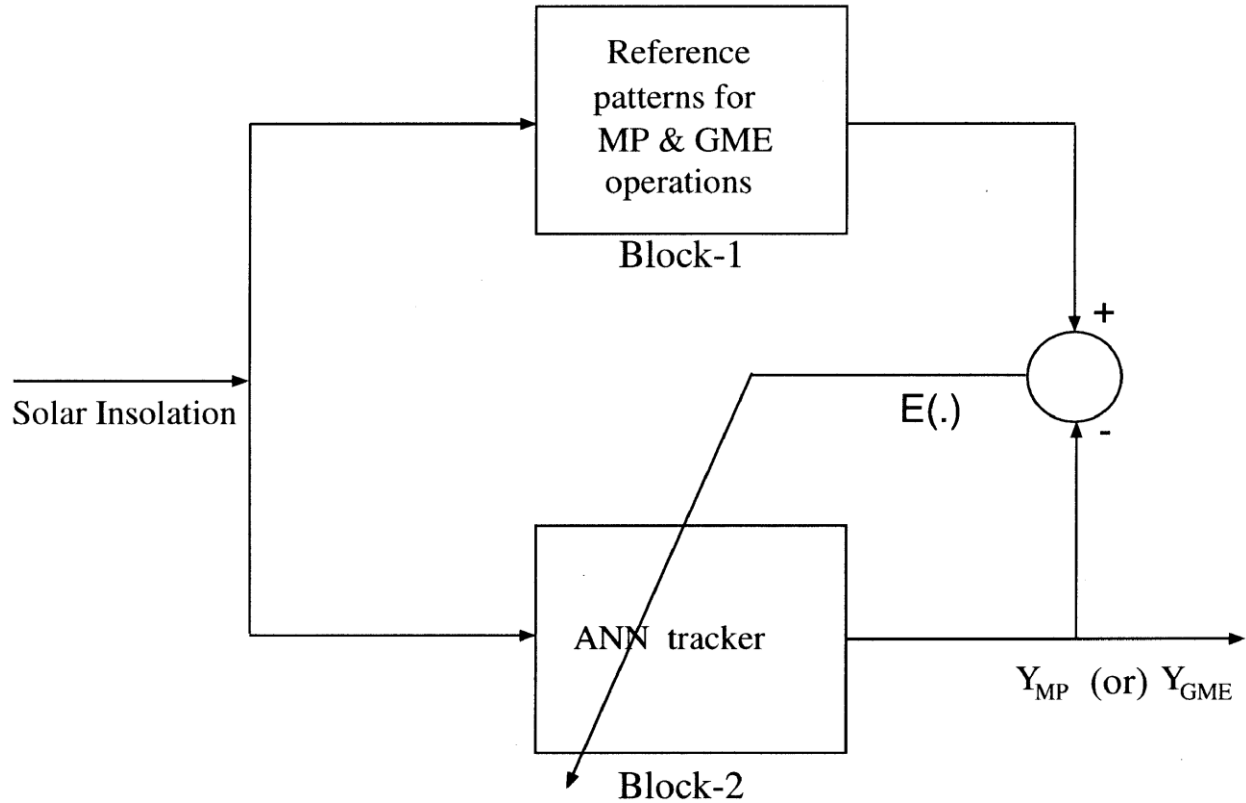 Reference
patterns for
MP & GME
operations
Block-1
+
Solar Insolation
E(.)
-
ANN tracker
Y_MP (or) Y_GME
Block-2